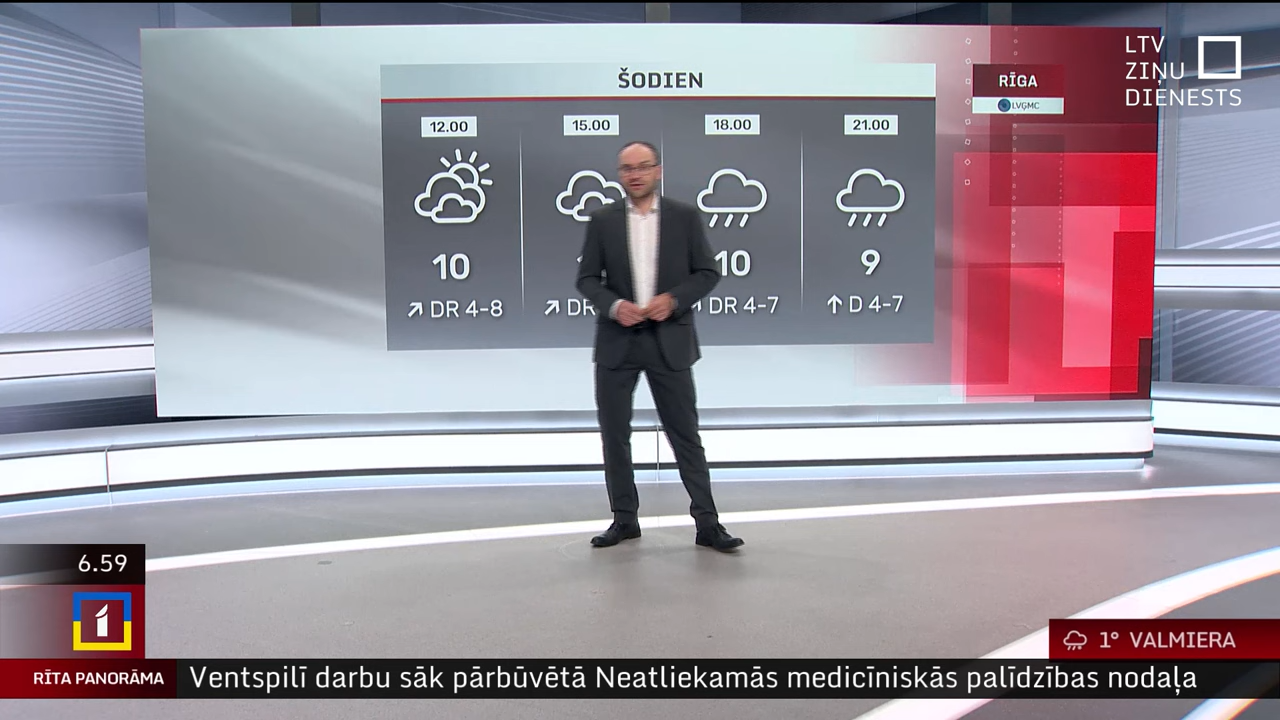 LTV
ZIŅU
DIENESTS
ŠODIEN
RĪGA
LVĢMC
12.00
15.00
18.00
21.00
10
10
9
DR 4-8
DR
DR 4-7
D 4-7
6.59
1
1° VALMIERA
RĪTA PANORĀMA
Ventspilī darbu sāk pārbūvētā Neatliekamās medicīniskās palīdzības nodaļa